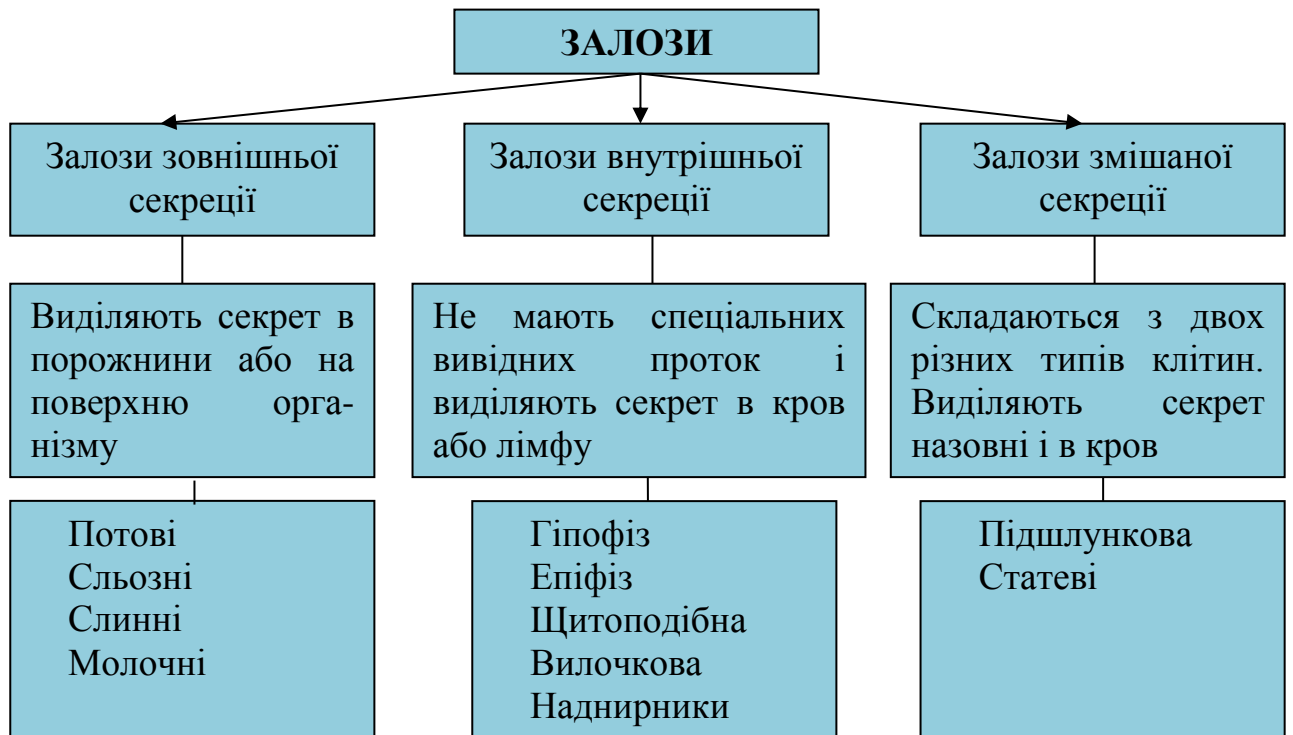 ЗАЛОЗИ
Залози зовнішньої
секреції
Залози внутрішньої
секреції
Залози змішаної
секреції
Виділяють секрет в
порожнини або на
поверхню орга-
нізму
Не мають спеціальних
вивідних проток і
виділяють секрет в кров
або лімфу
Складаються з двох
різних типів клітин.
Виділяють секрет
назовні і в кров
Потові
Сльозні
Слинні
Молочні
Гіпофіз
Епіфіз
Щитоподібна
Вилочкова
Наднирники
Підшлункова
Статеві